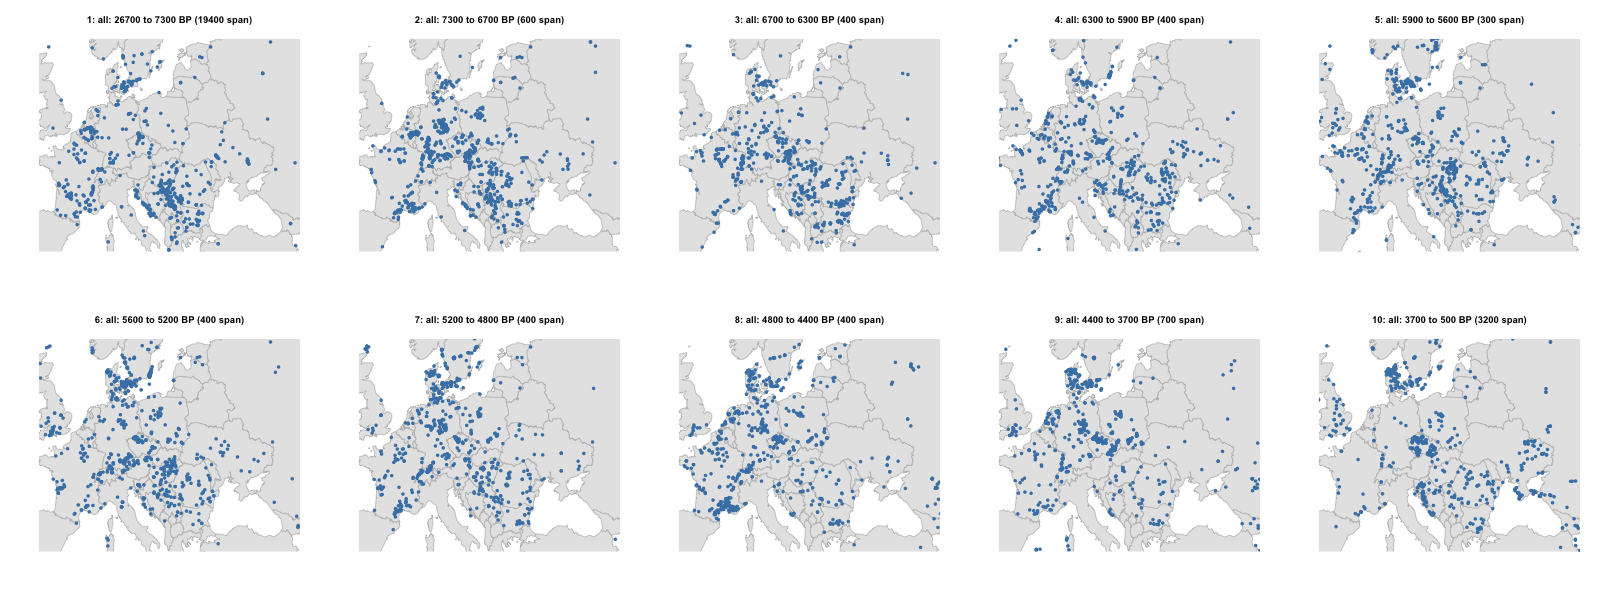 1: all: 26700 to 7300 BP (19400 span)
2: all: 7300 to 6700 BP (600 span)
3: all: 6700 to 6300 BP (400 span)
4: all: 6300 to 5900 BP (400 span)
5: all: 5900 to 5600 BP (300 span)
6: all: 5600 to 5200 BP (400 span)
7: all: 5200 to 4800 BP (400 span)
8: all: 4800 to 4400 BP (400 span)
9: all: 4400 to 3700 BP (700 span)
10: all: 3700 to 500 BP (3200 span)